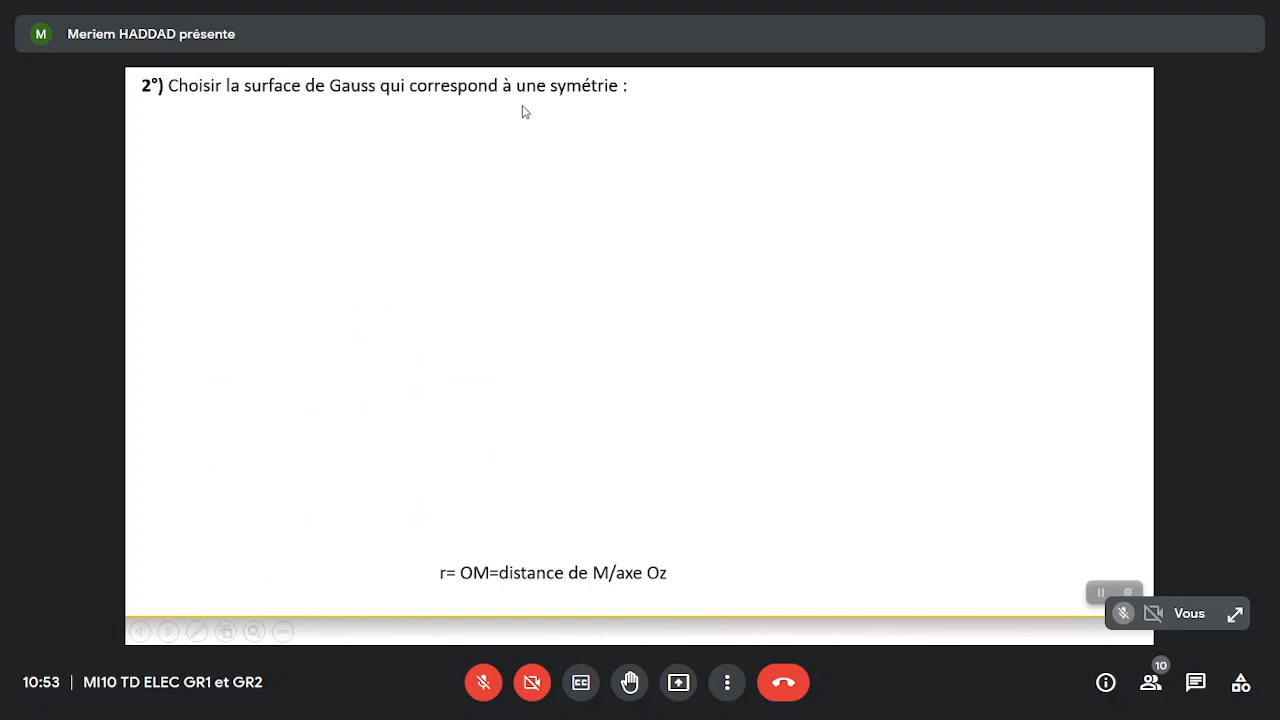 M Meriem HADDAD présente
2°) Choisir la surface de Gauss qui correspond à une symétrie :
r= OM=distance de M/axe Oz
Vous
10:53 | MI10 TD ELEC GR1 et GR2
CC
10